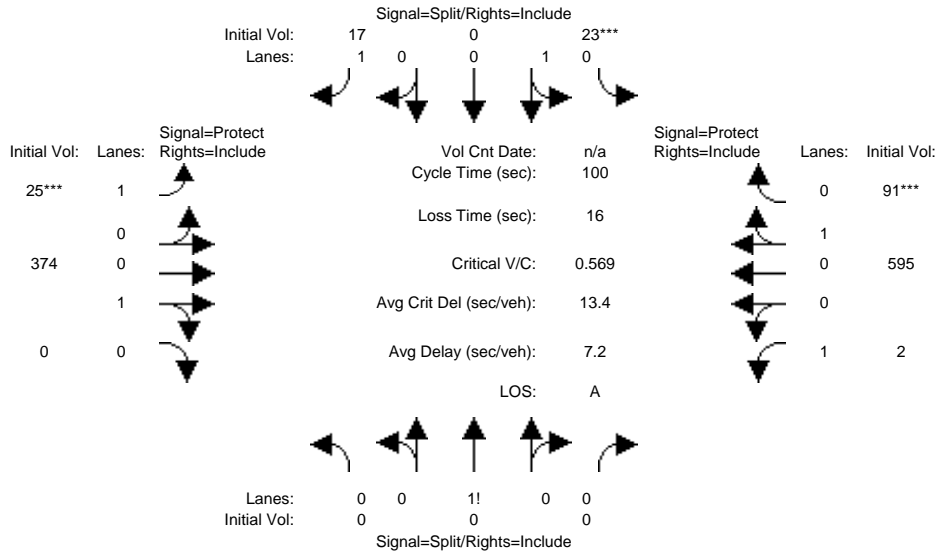 Signal=Split/Rights=Include
Initial Vol: 17 0 23***
Lanes: 1 0 0 1 0
Signal=Protect Signal=Protect
Initial Vol: Lanes: Rights=Include Vol Cnt Date: n/a Rights=Include Lanes: Initial Vol:
Cycle Time (sec): 100
25*** 1 0 91***
Loss Time (sec): 16
0 1
374 0 Critical V/C: 0.569 0 595
1 Avg Crit Del (sec/veh): 13.4 0
0 0 Avg Delay (sec/veh): 7.2 1 2
LOS: A
Lanes: 0 0 1! 0 0
Initial Vol: 0 0 0
Signal=Split/Rights=Include